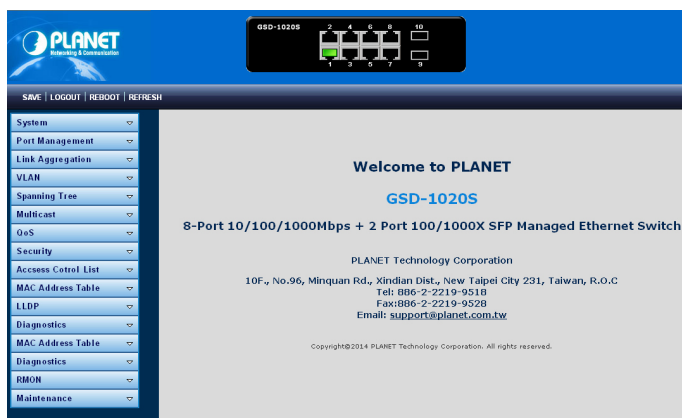 PLANET
Networking & Communication
GSD-1020S
2 4 6 8 10
1 3 5 7 9
SAVE | LOGOUT | REBOOT | REFRESH
System
Port Management
Link Aggregation
VLAN
Spanning Tree
Multicast
QoS
Security
Accsess Cotrol List
MAC Address Table
LLDP
Diagnostics
MAC Address Table
Diagnostics
RMON
Maintenance
Welcome to PLANET
GSD-1020S
8-Port 10/100/1000Mbps + 2 Port 100/1000X SFP Managed Ethernet Switch
PLANET Technology Corporation
10F., No.96, Minquan Rd., Xindian Dist., New Taipei City 231, Taiwan, R.O.C
Tel: 886-2-2219-9518
Fax:886-2-2219-9528
Email: support@planet.com.tw
Copyright©2014 PLANET Technology Corporation. All rights reserved.